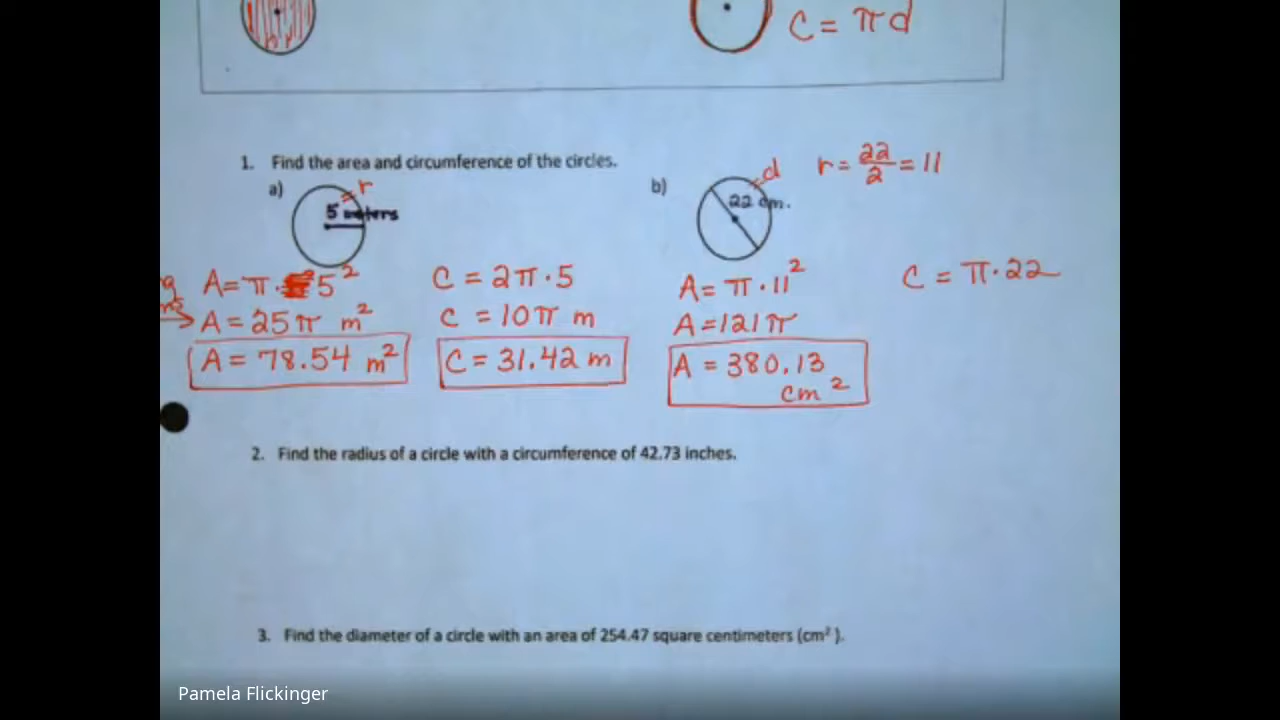 C = πd
1. Find the area and circumference of the circles.
a) = r
5 meters
b) = d
22 cm.
r = 22/2 = 11
A = π · 5²
A = 25π m²
A = 78.54 m²
C = 2π · 5
C = 10π m
C = 31.42 m
A = π · 11²
A = 121π
A = 380.13
cm²
C = π · 22
2. Find the radius of a circle with a circumference of 42.73 inches.
3. Find the diameter of a circle with an area of 254.47 square centimeters (cm² ).
Pamela Flickinger